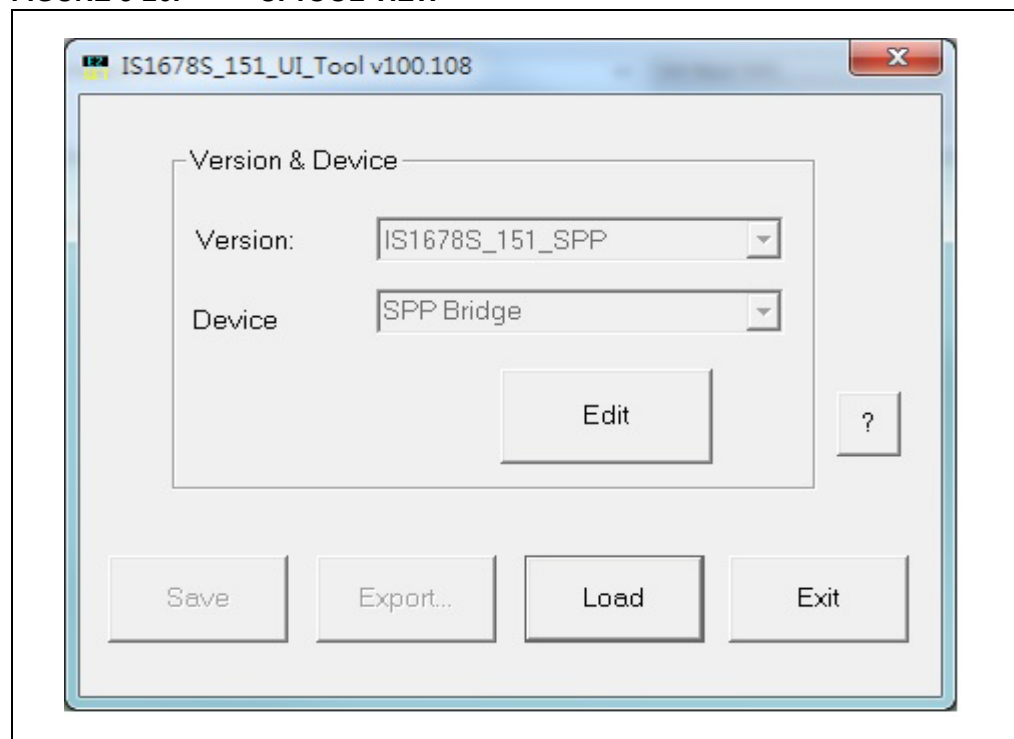 IS1678S_151_UI_Tool v100.108
Version & Device
Version: IS1678S_151_SPP
Device SPP Bridge
Edit
?
Save Export... Load Exit